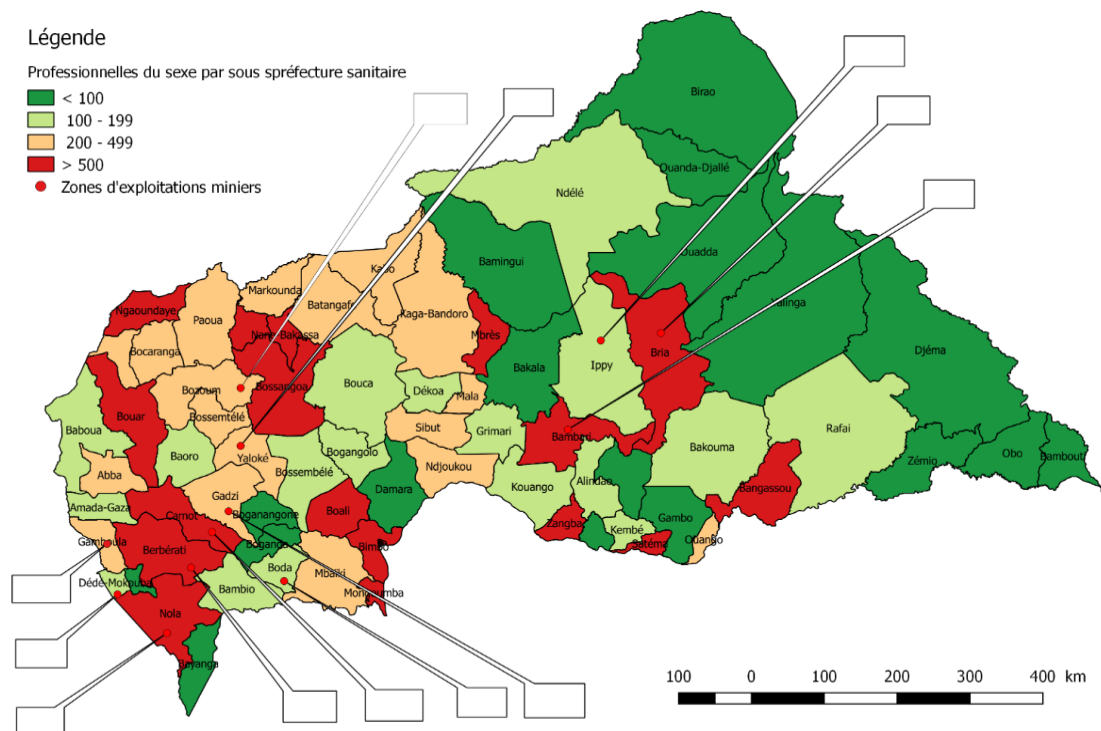 Légende
Professionnelles du sexe par sous spréfecture sanitaire
< 100
100 - 199
200 - 499
> 500
Zones d'exploitations miniers
Birao
Ouanda-Djallé
Ndélé
Ouadda
Bamingui
Kabo
Markounda
Batangafo
Ngaoundaye
Paoua
Kaga-Bandoro
Yalinga
Nana-Bakassa
Mbrès
Bocaranga
Djéma
Bria
Ippy
Bakala
Bouca
Bossangoa
Dékoa
Bozoum
Mala
Bouar
Bossemtélé
Sibut
Rafai
Baboua
Grimari
Bambari
Bakouma
Bogangolo
Baoro
Yaloké
Bossembélé
Ndjoukou
Zémio
Obo
Bambouti
Abba
Kouango
Alindao
Bangassou
Damara
Gadzi
Amada-Gaza
Boganangone
Boali
Carnot
Gambo
Zangba
Kembé
Satéma
Ouango
Gamboula
Berbérati
Bogando
Bimbo
Boda
Mbaïki
Dédé-Mokouba
Bambio
Mongoumba
Nola
Bayanga
100 0 100 200 300 400 km